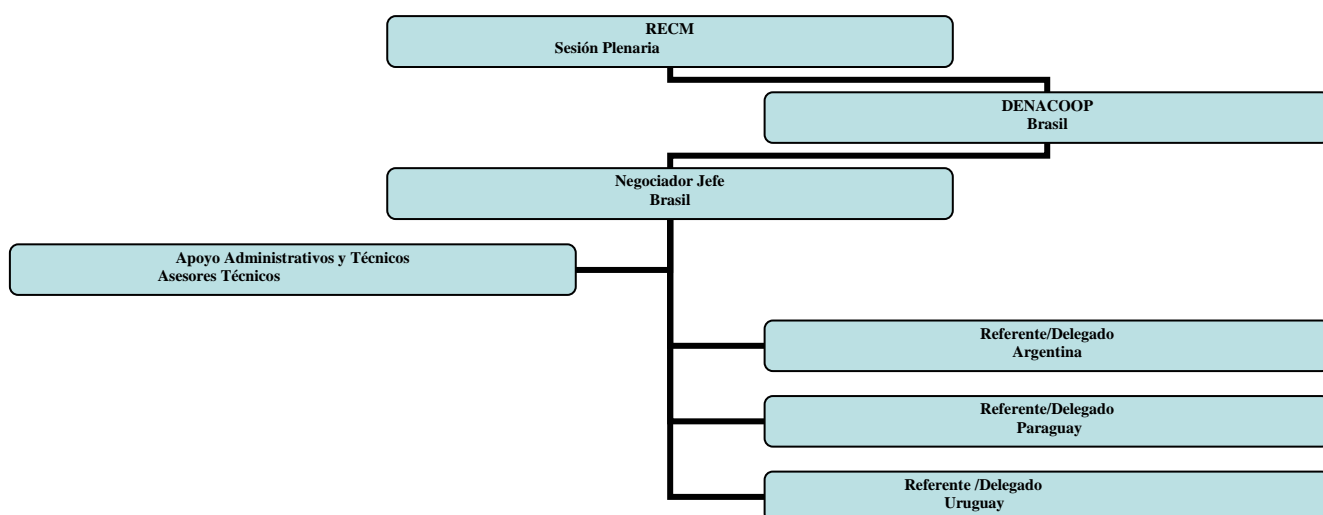 RECM
Sesión Plenaria
DENACOOP
Brasil
Negociador Jefe
Brasil
Apoyo Administrativos y Técnicos
Asesores Técnicos
Referente/Delegado
Argentina
Referente/Delegado
Paraguay
Referente /Delegado
Uruguay